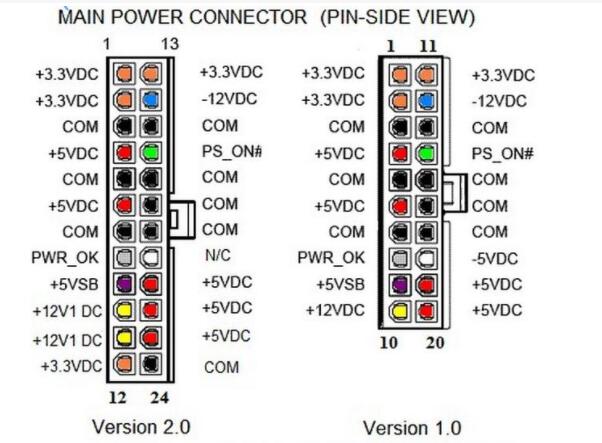 MAIN POWER CONNECTOR (PIN-SIDE VIEW)
1 13
+3.3VDC +3.3VDC
+3.3VDC -12VDC
COM COM
+5VDC PS_ON#
COM COM
+5VDC COM
COM COM
PWR_OK N/C
+5VSB +5VDC
+12V1 DC +5VDC
+12V1 DC +5VDC
+3.3VDC COM
12 24
Version 2.0
1 11
+3.3VDC +3.3VDC
+3.3VDC -12VDC
COM COM
+5VDC PS_ON#
COM COM
+5VDC COM
COM COM
PWR_OK -5VDC
+5VSB +5VDC
+12VDC +5VDC
10 20
Version 1.0